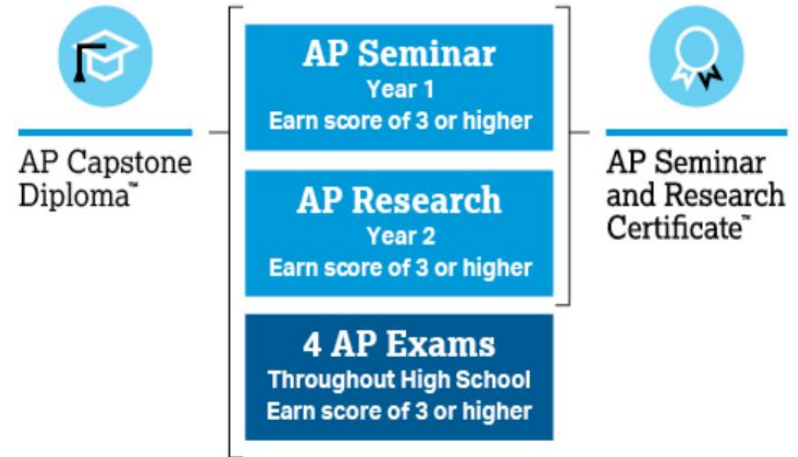 AP Capstone
Diploma™
AP Seminar
Year 1
Earn score of 3 or higher
AP Research
Year 2
Earn score of 3 or higher
4 AP Exams
Throughout High School
Earn score of 3 or higher
AP Seminar
and Research
Certificate™